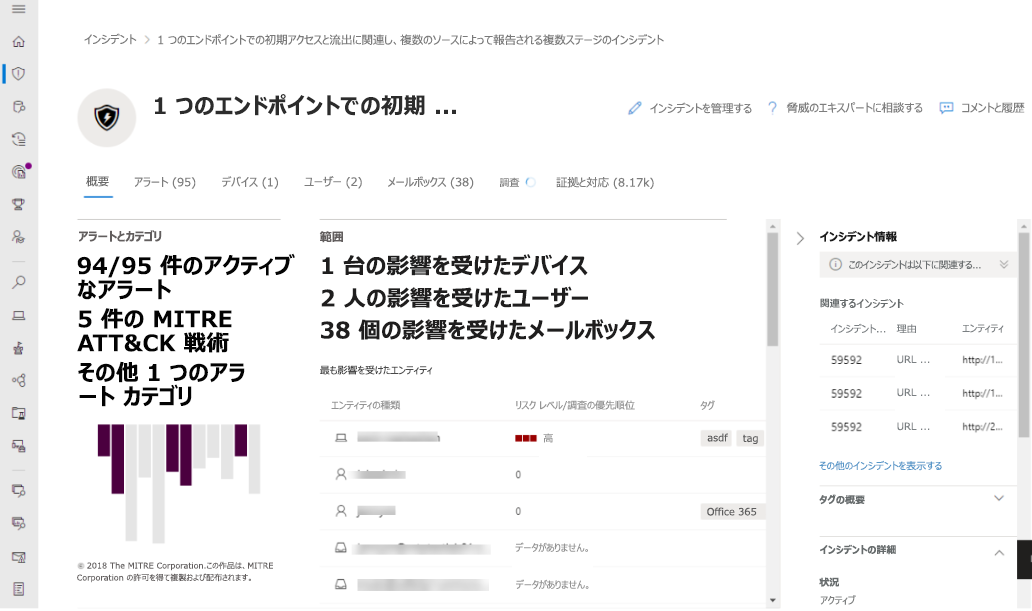 インシデント > 1 つのエンドポイントでの初期アクセスと流出に関連し、複数のソースによって報告される複数ステージのインシデント
1 つのエンドポイントでの初期 ...
インシデントを管理する ? 脅威のエキスパートに相談する コメントと履歴
概要 アラート (95) デバイス (1) ユーザー (2) メールボックス (38) 調査 証拠と対応 (8.17k)
アラートとカテゴリ
94/95 件のアクティブ
なアラート
5 件の MITRE
ATT&CK 戦術
その他 1 つのアラ
ート カテゴリ
© 2018 The MITRE Corporation.この作品は、MITRE
Corporation の許可を得て複製および配布されます。
範囲
1 台の影響を受けたデバイス
2 人の影響を受けたユーザー
38 個の影響を受けたメールボックス
最も影響を受けたエンティティ
エンティティの種類 リスク レベル/調査の優先順位 タグ
高 asdf tag
0
0 Office 365
データがありません。
データがありません。
インシデント情報
このインシデントは以下に関連する...
関連するインシデント
インシデント... 理由 エンティティ
59592 URL ... http://1...
59592 URL ... http://1...
59592 URL ... http://2...
その他のインシデントを表示する
タグの概要
インシデントの詳細
状況
アクティブ